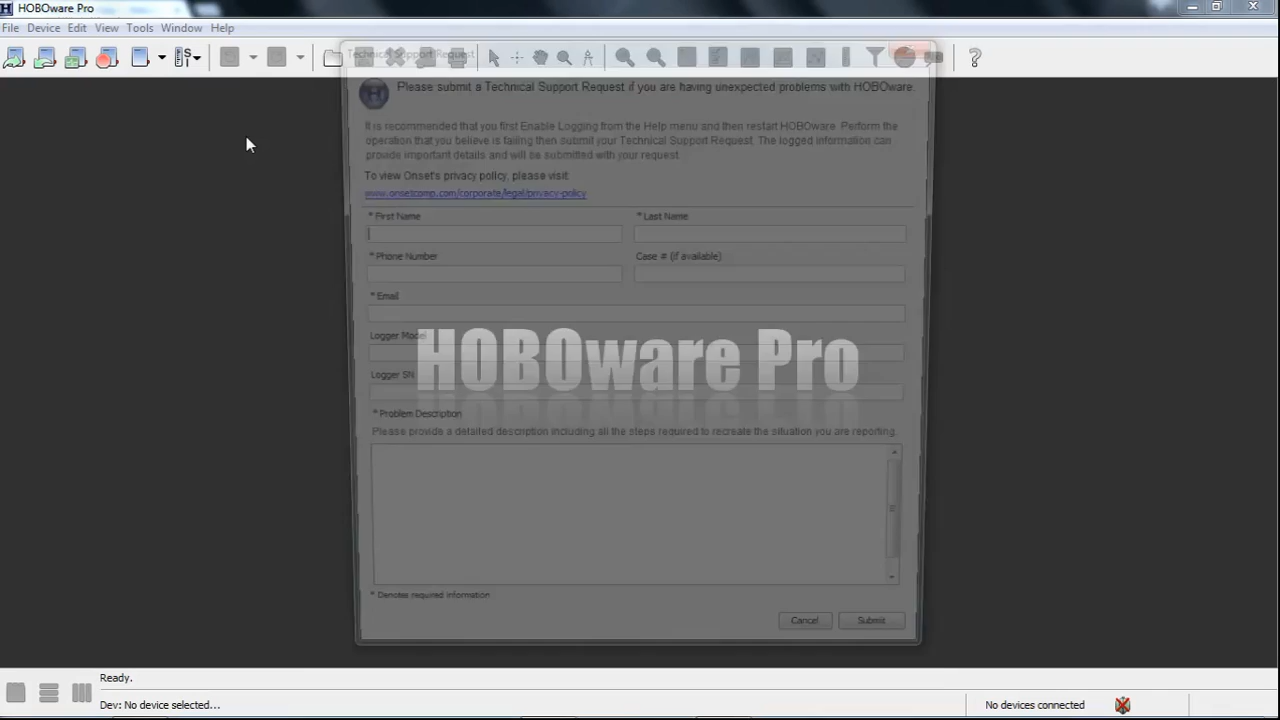 HOBOware Pro
File Device Edit View Tools Window Help
Technical Support Request
Please submit a Technical Support Request if you are having unexpected problems with HOBOware.
It is recommended that you first Enable Logging from the Help menu and then restart HOBOware. Perform the
operation that you believe is failing then submit your Technical Support Request. The logged information can
provide important details and will be submitted with your request.
To view Onset's privacy policy, please visit:
www.onsetcomp.com/corporate/legal/privacy-policy
* First Name
* Last Name
* Phone Number
Case # (if available)
* Email
Logger Model
HOBOware Pro
Logger SN
* Problem Description
Please provide a detailed description including all the steps required to recreate the situation you are reporting.
* Denotes required information
Cancel
Submit
Ready.
Dev: No device selected...
No devices connected